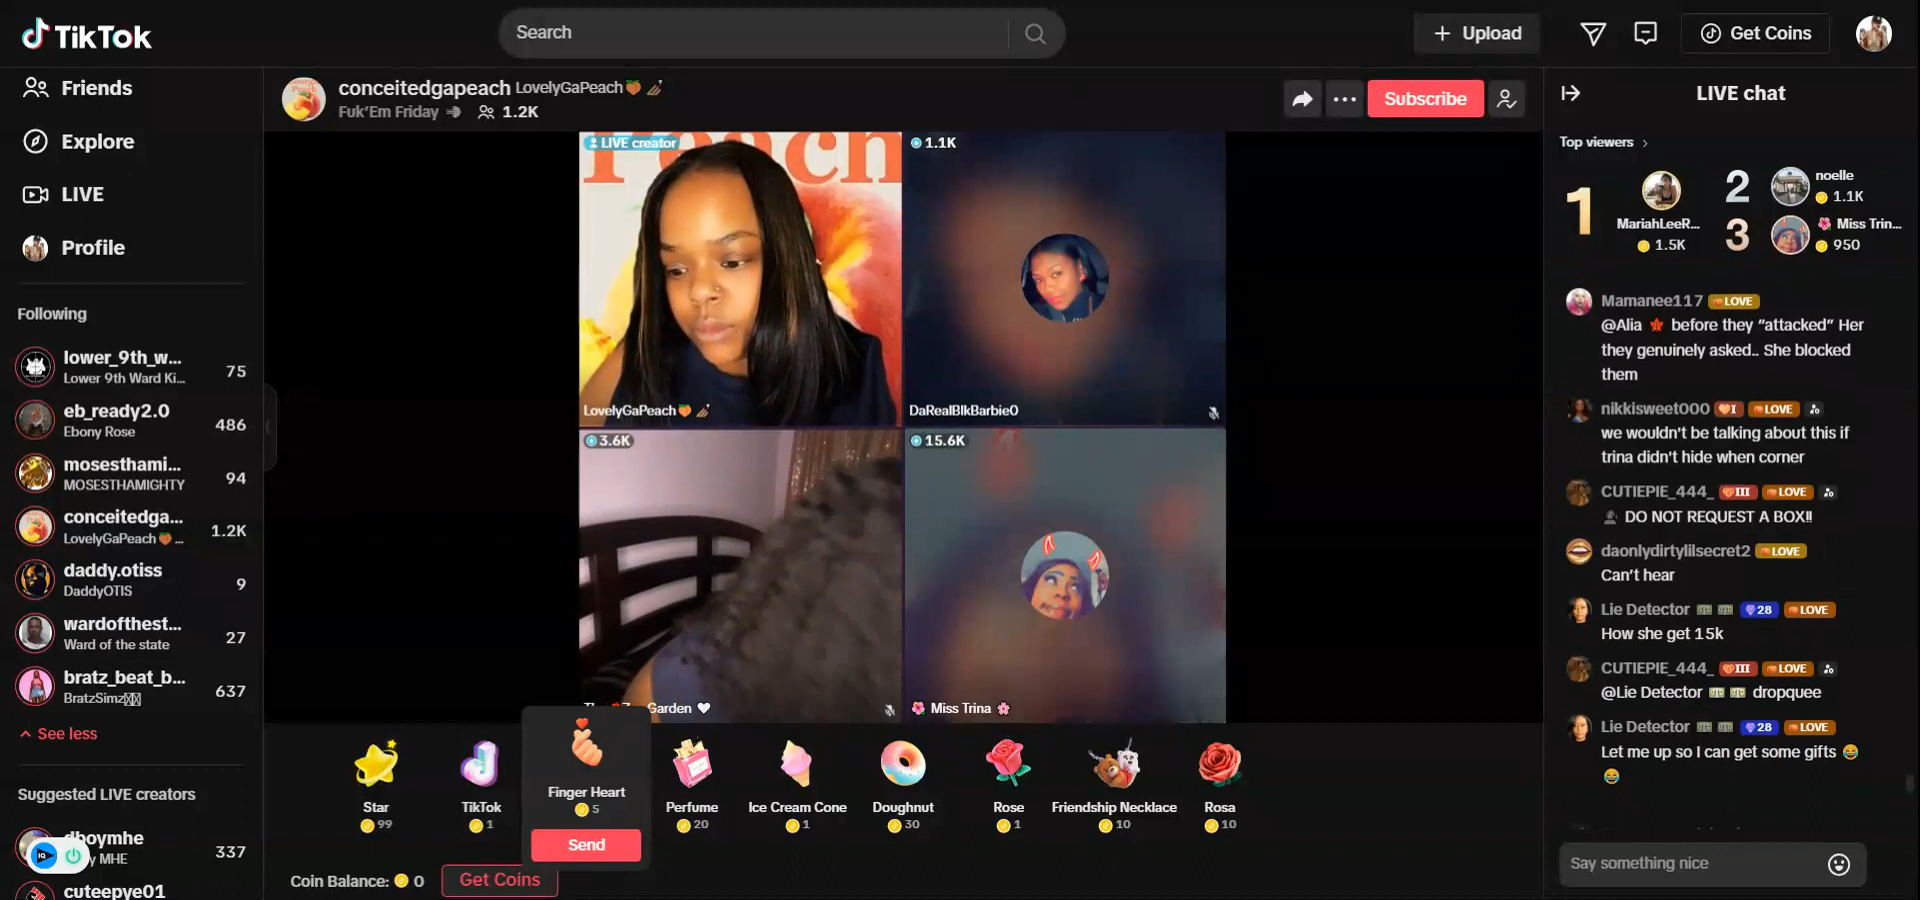 TikTok
Search
Upload
Get Coins
Friends
Explore
LIVE
Profile
Following
lower_9th_w...
Lower 9th Ward Ki...
75
eb_ready2.0
Ebony Rose
486
mosesthami...
MOSESTHAMIGHTY
94
conceitedga...
LovelyGaPeach🍑 ...
1.2K
daddy.otiss
DaddyOTIS
9
wardofthest...
Ward of the state
27
bratz_beat_b...
BratzSimz
637
See less
Suggested LIVE creators
dboymhe
y MHE
337
cuteepye01
conceitedgapeach LovelyGaPeach🍑💅🏾
Fuk'Em Friday
1.2K
Subscribe
LIVE creator
Peach
LovelyGaPeach🍑💅🏾
1.1K
DaRealBlkBarbie0
3.6K
Garden 🤍
15.6K
🌺 Miss Trina 🌸
Star
99
TikTok
1
Finger Heart
5
Send
Perfume
20
Ice Cream Cone
1
Doughnut
30
Rose
1
Friendship Necklace
10
Rosa
10
Coin Balance: 0
Get Coins
LIVE chat
Top viewers
1
MariahLeeR...
1.5K
2
noelle
1.1K
3
🌺 Miss Trin...
950
Mamanee117 LOVE
@Alia 🌺 before they "attacked" Her
they genuinely asked.. She blocked
them
nikkisweet000 I LOVE
we wouldn't be talking about this if
trina didn't hide when corner
CUTIEPIE_444_ III LOVE
DO NOT REQUEST A BOX!!
daonlydirtylilsecret2 LOVE
Can't hear
Lie Detector 💵 💵 28 LOVE
How she get 15k
CUTIEPIE_444_ III LOVE
@Lie Detector 💵 💵 dropquee
Lie Detector 💵 💵 28 LOVE
Let me up so I can get some gifts 😂
😂
Say something nice